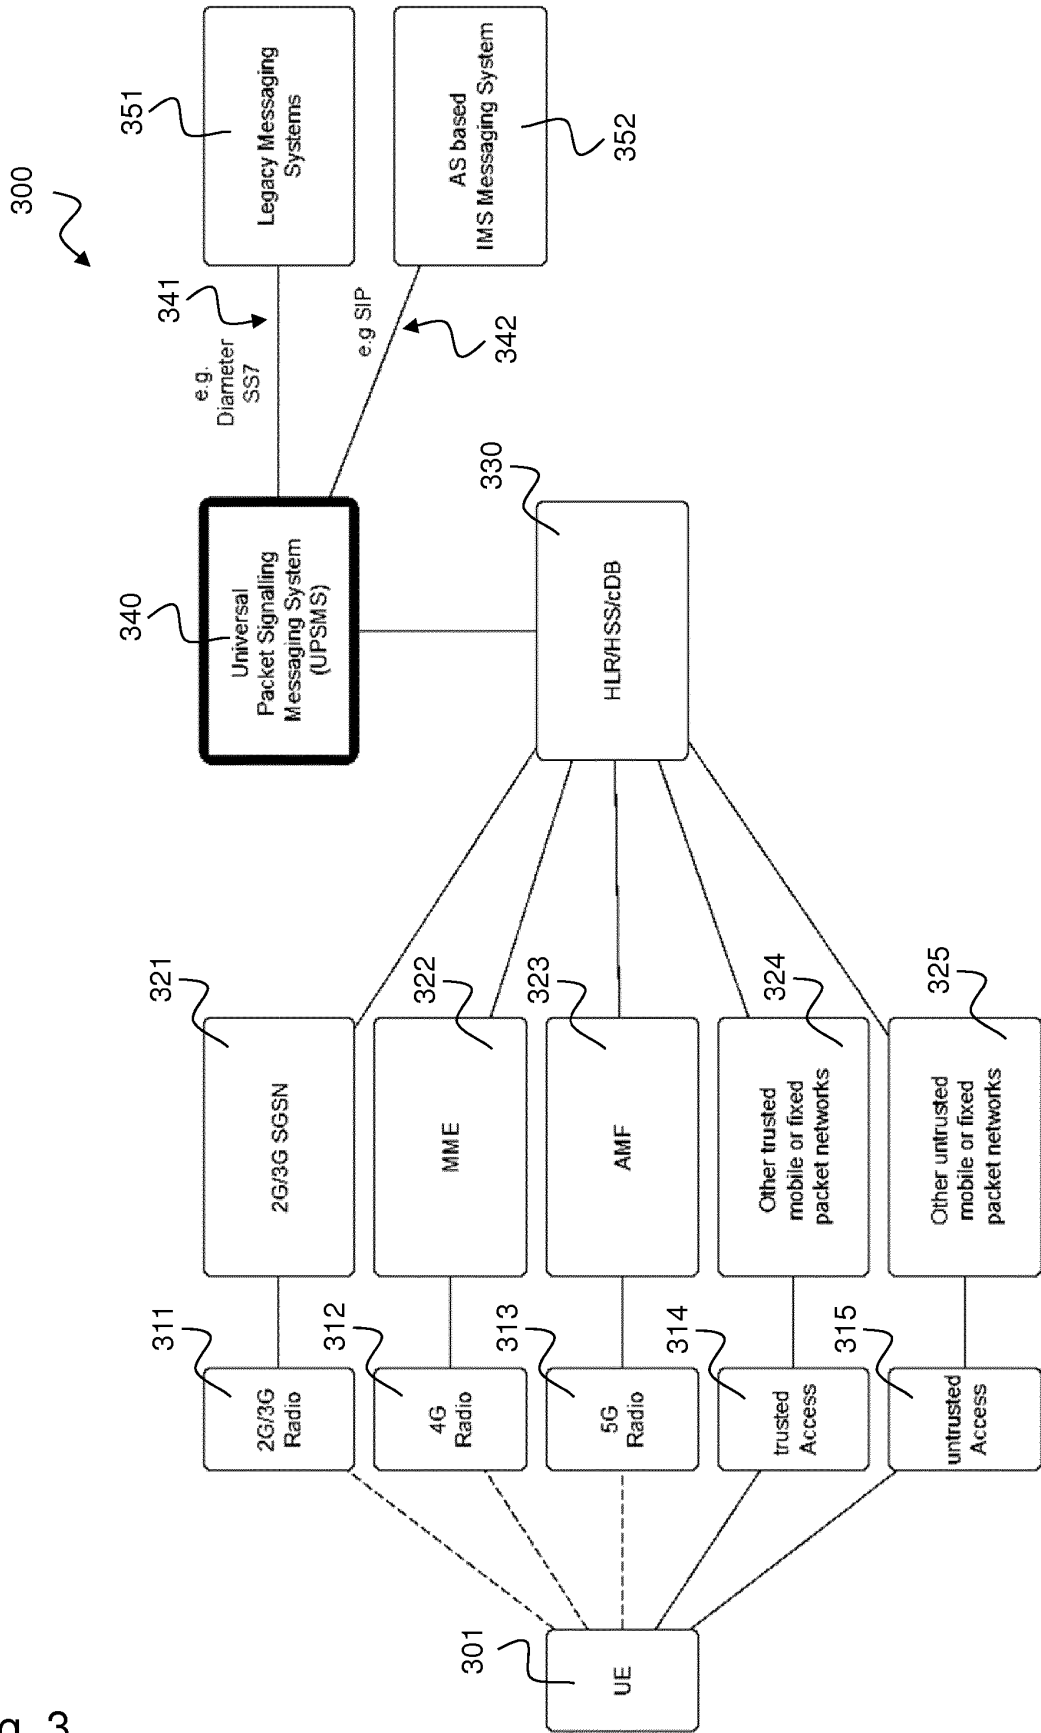 300
340
Universal
Packet Signalling
Messaging System
(UPSMS)
e.g.
Diameter
SS7
341
351
Legacy Messaging
Systems
e.g SIP
342
AS based
IMS Messaging System
352
330
HLR/HSS/cDB
311
2G/3G
Radio
321
2G/3G SGSN
312
4G
Radio
322
MME
301
UE
313
5G
Radio
323
AMF
314
trusted
Access
324
Other trusted
mobile or fixed
packet networks
315
untrusted
Access
325
Other untrusted
mobile or fixed
packet networks
3